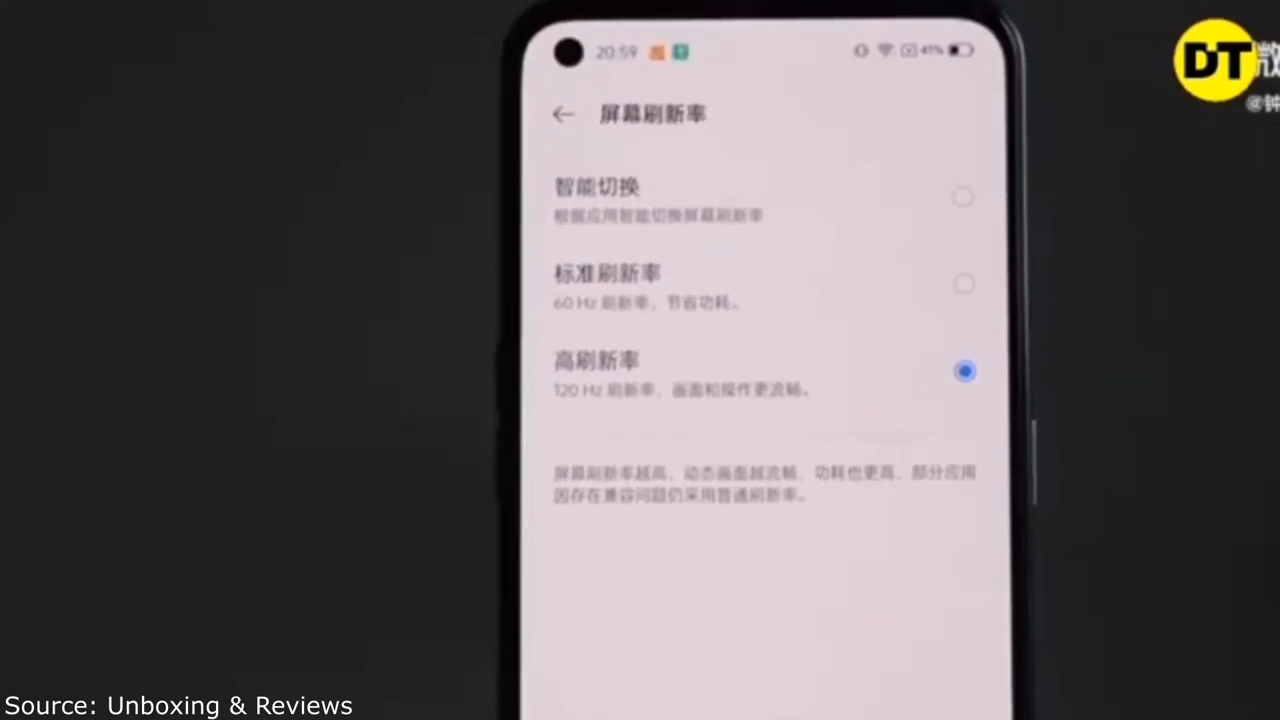 20:59
41%
DT
微
@钟
屏幕刷新率
智能切换
根据应用智能切换屏幕刷新率
标准刷新率
60 Hz 刷新率，节省功耗。
高刷新率
120 Hz 刷新率，画面和操作更流畅。
屏幕刷新率越高，动态画面越流畅，功耗也更高，部分应用
因存在兼容问题仍采用普通刷新率。
Source: Unboxing & Reviews